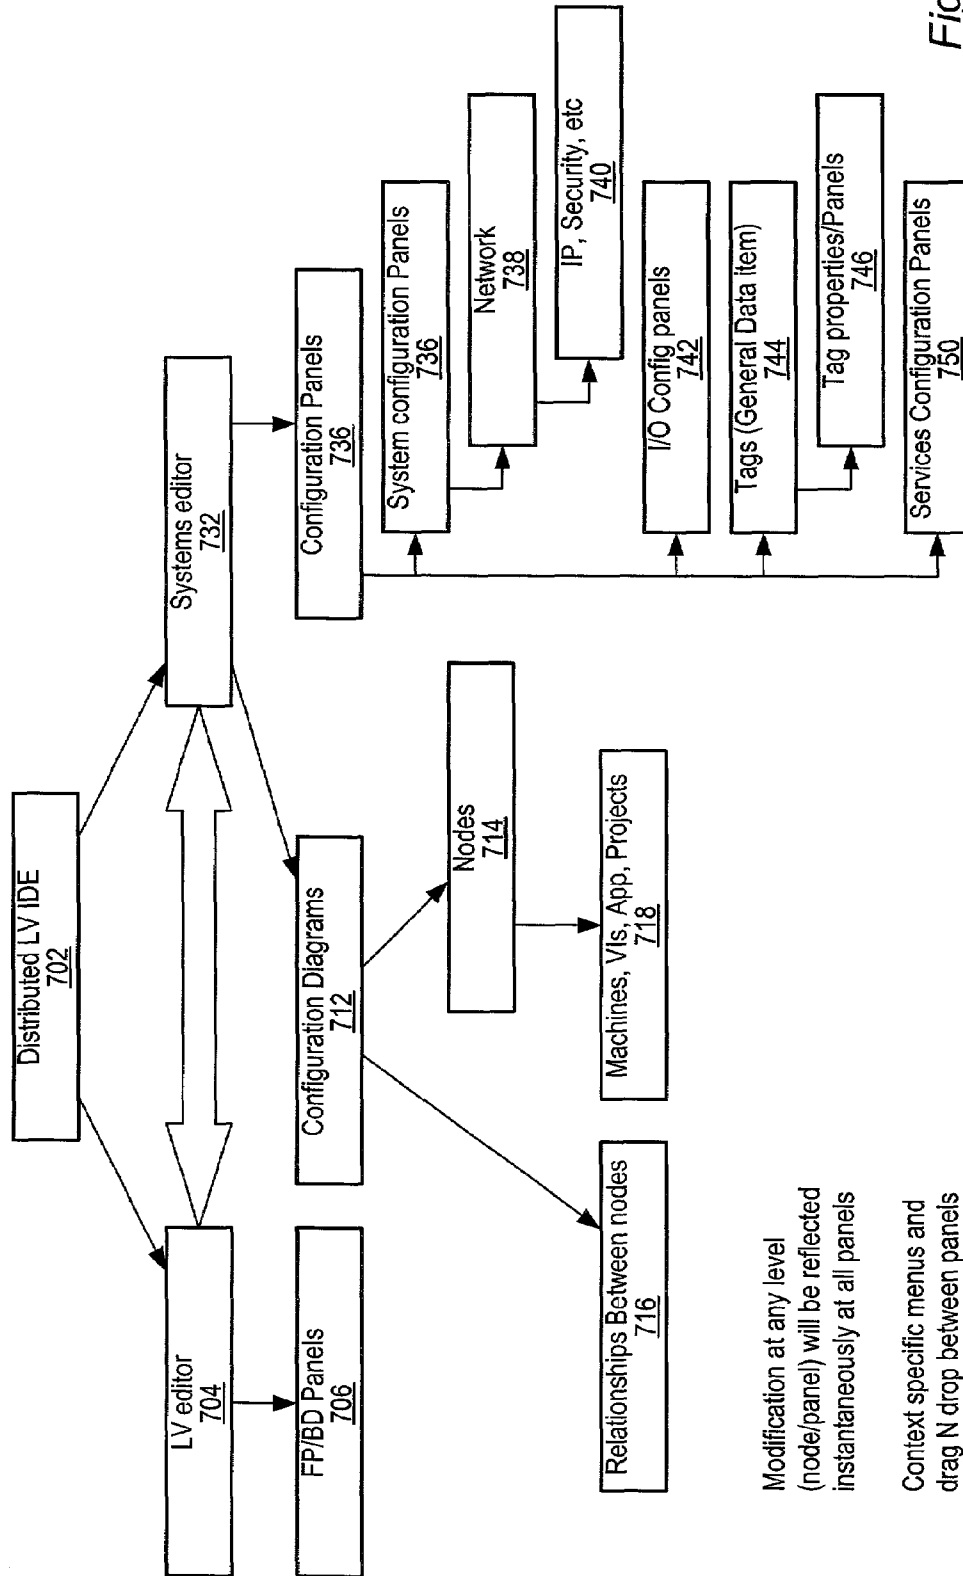 Distributed LV IDE
702
LV editor
704
Systems editor
732
FP/BD Panels
706
Configuration Diagrams
712
Configuration Panels
736
System configuration Panels
736
Nodes
714
Network
738
IP, Security, etc
740
Relationships Between nodes
716
Machines, VIs, App, Projects
718
I/O Config panels
742
Tags (General Data item)
744
Tag properties/Panels
746
Services Configuration Panels
750
Modification at any level
(node/panel) will be reflected
instantaneously at all panels
Context specific menus and
drag N drop between panels
Fig